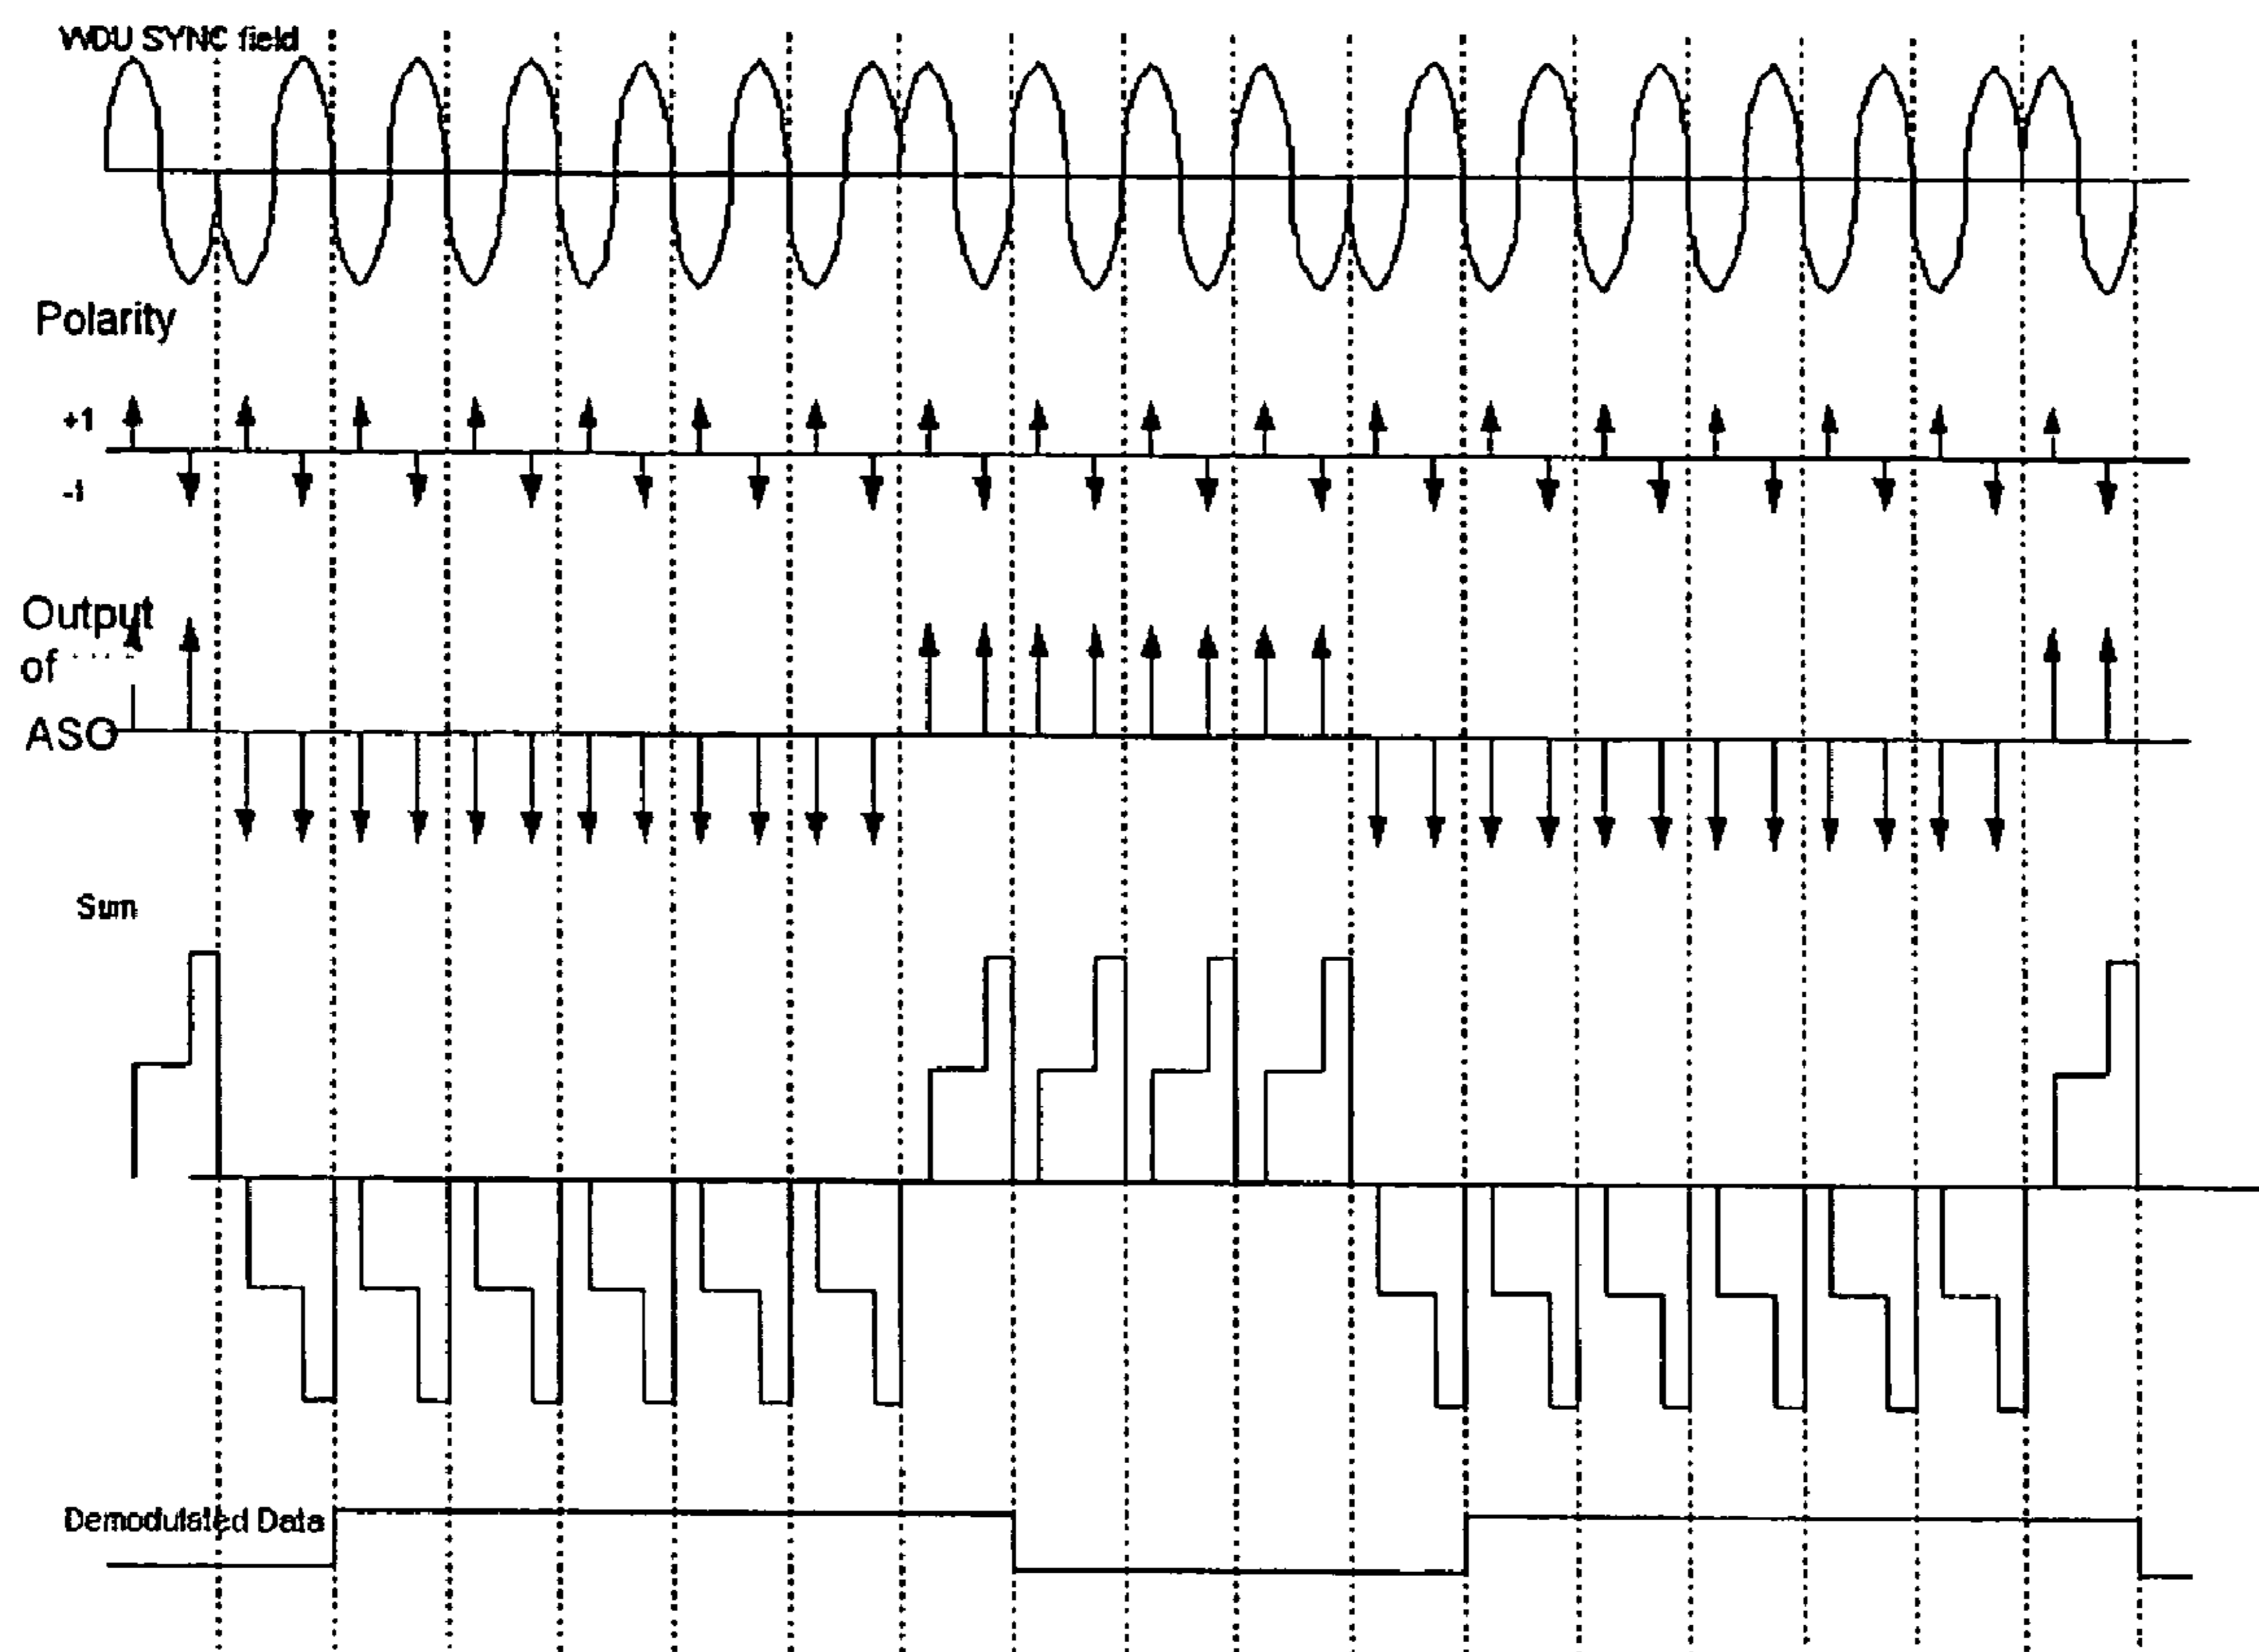 WDU SYNC field
Polarity
+1
-1
Output
of
ASO
Sum
Demodulated Data